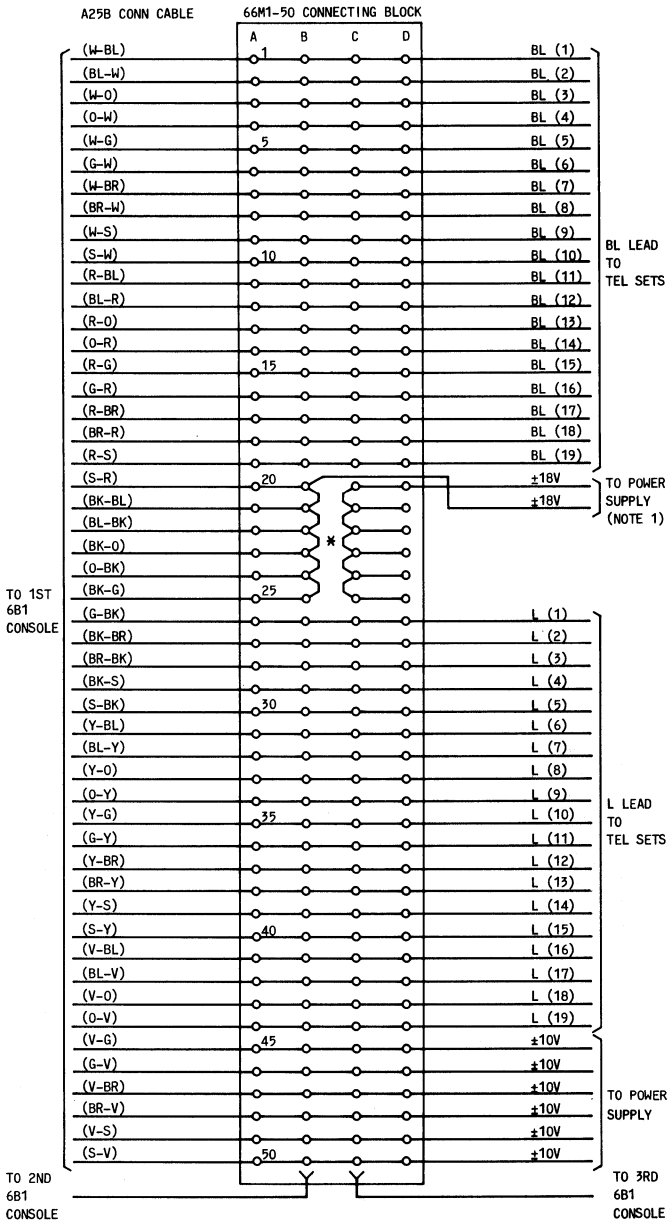 A25B CONN CABLE 66M1-50 CONNECTING BLOCK
A B C D
(W-BL) 1 BL (1)
(BL-W) BL (2)
(W-O) BL (3)
(O-W) BL (4)
(W-G) 5 BL (5)
(G-W) BL (6)
(W-BR) BL (7)
(BR-W) BL (8)
(W-S) BL (9)
(S-W) 10 BL (10)
(R-BL) BL (11)
(BL-R) BL (12)
(R-O) BL (13)
(O-R) BL (14)
(R-G) 15 BL (15)
(G-R) BL (16)
(R-BR) BL (17)
(BR-R) BL (18)
(R-S) BL (19)
BL LEAD
TO
TEL SETS
(S-R) 20 ±18V
(BK-BL) ±18V
(BL-BK)
(BK-O) *
(O-BK)
(BK-G) 25
TO POWER
SUPPLY
(NOTE 1)
TO 1ST
6B1
CONSOLE
(G-BK) L (1)
(BK-BR) L (2)
(BR-BK) L (3)
(BK-S) L (4)
(S-BK) 30 L (5)
(Y-BL) L (6)
(BL-Y) L (7)
(Y-O) L (8)
(O-Y) L (9)
(Y-G) 35 L (10)
(G-Y) L (11)
(Y-BR) L (12)
(BR-Y) L (13)
(Y-S) L (14)
(S-Y) 40 L (15)
(V-BL) L (16)
(BL-V) L (17)
(V-O) L (18)
(O-V) L (19)
L LEAD
TO
TEL SETS
(V-G) 45 ±10V
(G-V) ±10V
(V-BR) ±10V
(BR-V) ±10V
(V-S) ±10V
(S-V) 50 ±10V
TO POWER
SUPPLY
TO 2ND
6B1
CONSOLE
TO 3RD
6B1
CONSOLE